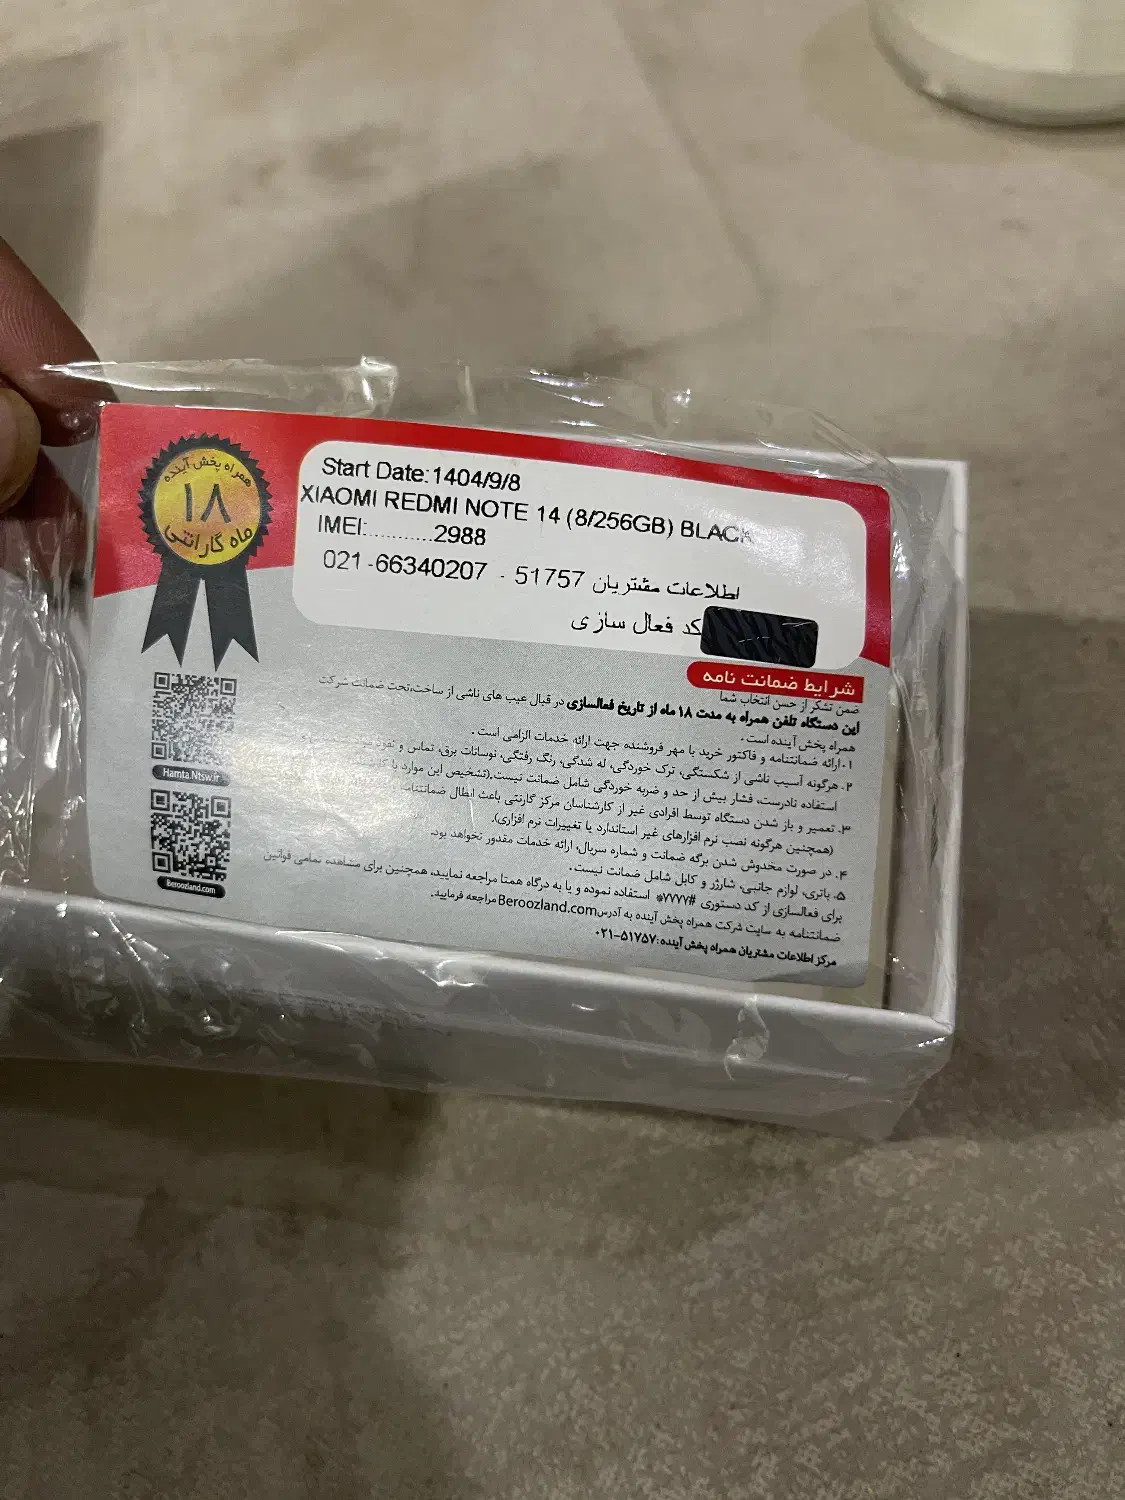 همراه پخش آینده
۱۸
ماه گارانتی
Start Date:1404/9/8
XIAOMI REDMI NOTE 14 (8/256GB) BLACK
IMEI:...........2988
اطلاعات مشتریان 51757 - 66340207-021
کد فعال سازی
شرایط ضمانت نامه
ضمن تشکر از حسن انتخاب شما
این دستگاه تلفن همراه به مدت ۱۸ ماه از تاریخ فعالسازی در قبال عیب های ناشی از ساخت،تحت ضمانت شرکت
همراه پخش آینده است.
۱.ارائه ضمانتنامه و فاکتور خرید با مهر فروشنده جهت ارائه خدمات الزامی است.
۲. هرگونه آسیب ناشی از شکستگی، ترک خوردگی، له شدگی، رنگ رفتگی، نوسانات برق، تماس و نفوذ
استفاده نادرست، فشار بیش از حد و ضربه خوردگی شامل ضمانت نیست.(تشخیص این موارد با
۳. تعمیر و باز شدن دستگاه توسط افرادی غیر از کارشناسان مرکز گارانتی باعث ابطال ضمانتنامه
(همچنین هرگونه نصب نرم افزارهای غیر استاندارد یا تغییرات نرم افزاری).
۴. در صورت مخدوش شدن برگه ضمانت و شماره سریال، ارائه خدمات مقدور نخواهد بود.
۵. باتری، لوازم جانبی، شارژر و کابل شامل ضمانت نیست.
برای فعالسازی از کد دستوری #۷۷۷۷* استفاده نموده و یا به درگاه همتا مراجعه نمایید، همچنین برای مشاهده تمامی قوانین
ضمانتنامه به سایت شرکت همراه پخش آینده به آدرس Beroozland.com مراجعه فرمایید.
مرکز اطلاعات مشتریان همراه پخش آینده:۵۱۷۵۷-۰۲۱
Hamta.Ntsw.ir
Beroozland.com